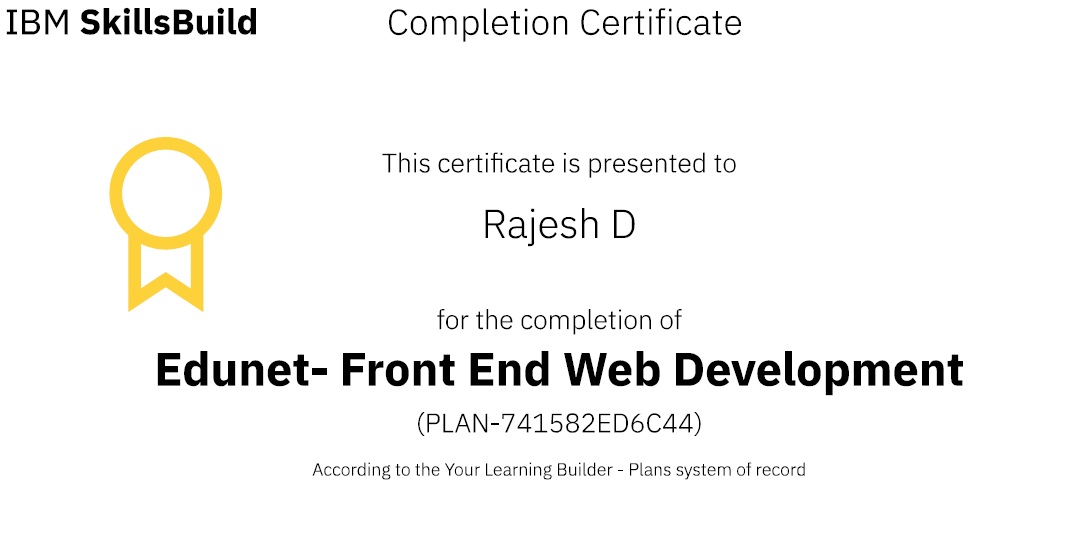 IBM SkillsBuild
Completion Certificate
This certificate is presented to
Rajesh D
for the completion of
Edunet- Front End Web Development
(PLAN-741582ED6C44)
According to the Your Learning Builder - Plans system of record